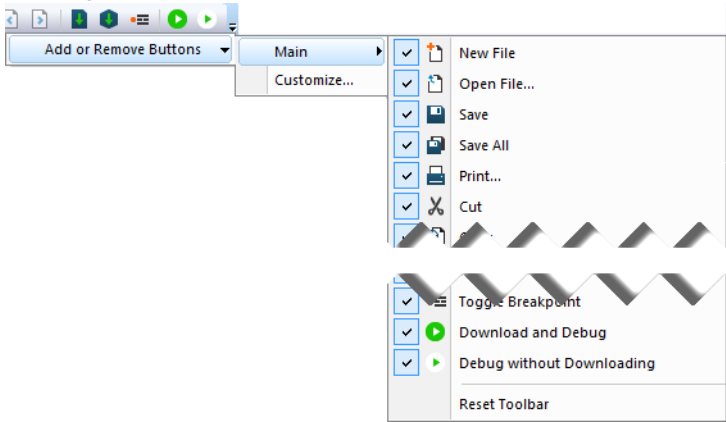 Add or Remove Buttons
Main
Customize...
New File
Open File...
Save
Save All
Print...
Cut
Toggle Breakpoint
Download and Debug
Debug without Downloading
Reset Toolbar